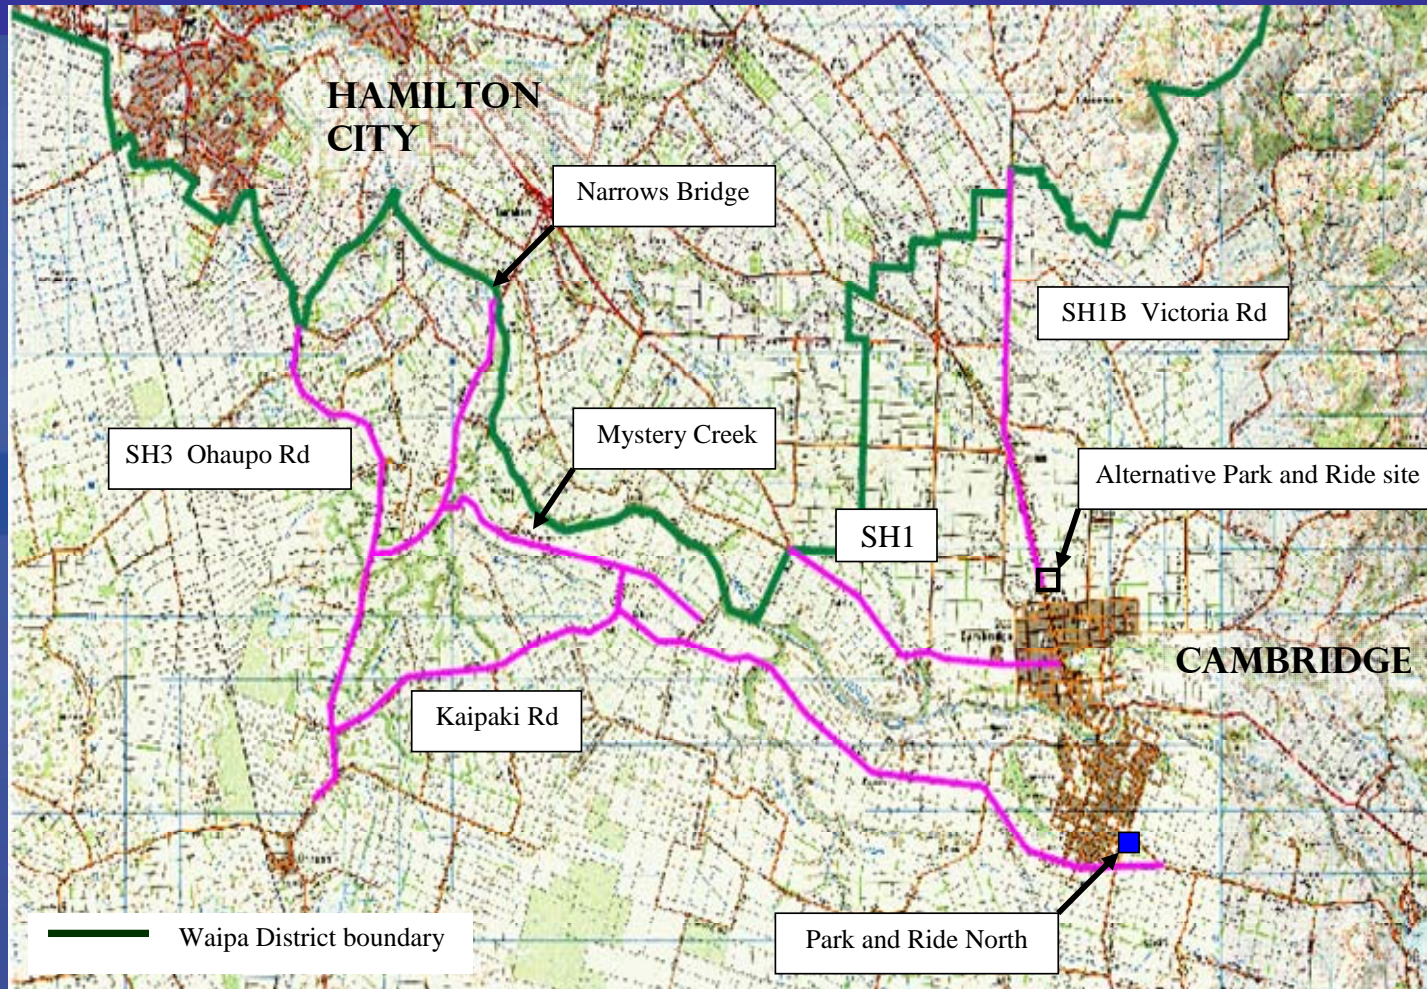 HAMILTON
CITY
Narrows Bridge
SH1B Victoria Rd
SH3 Ohaupo Rd
Mystery Creek
Alternative Park and Ride site
SH1
CAMBRIDGE
Kaipaki Rd
Park and Ride North
Waipa District boundary